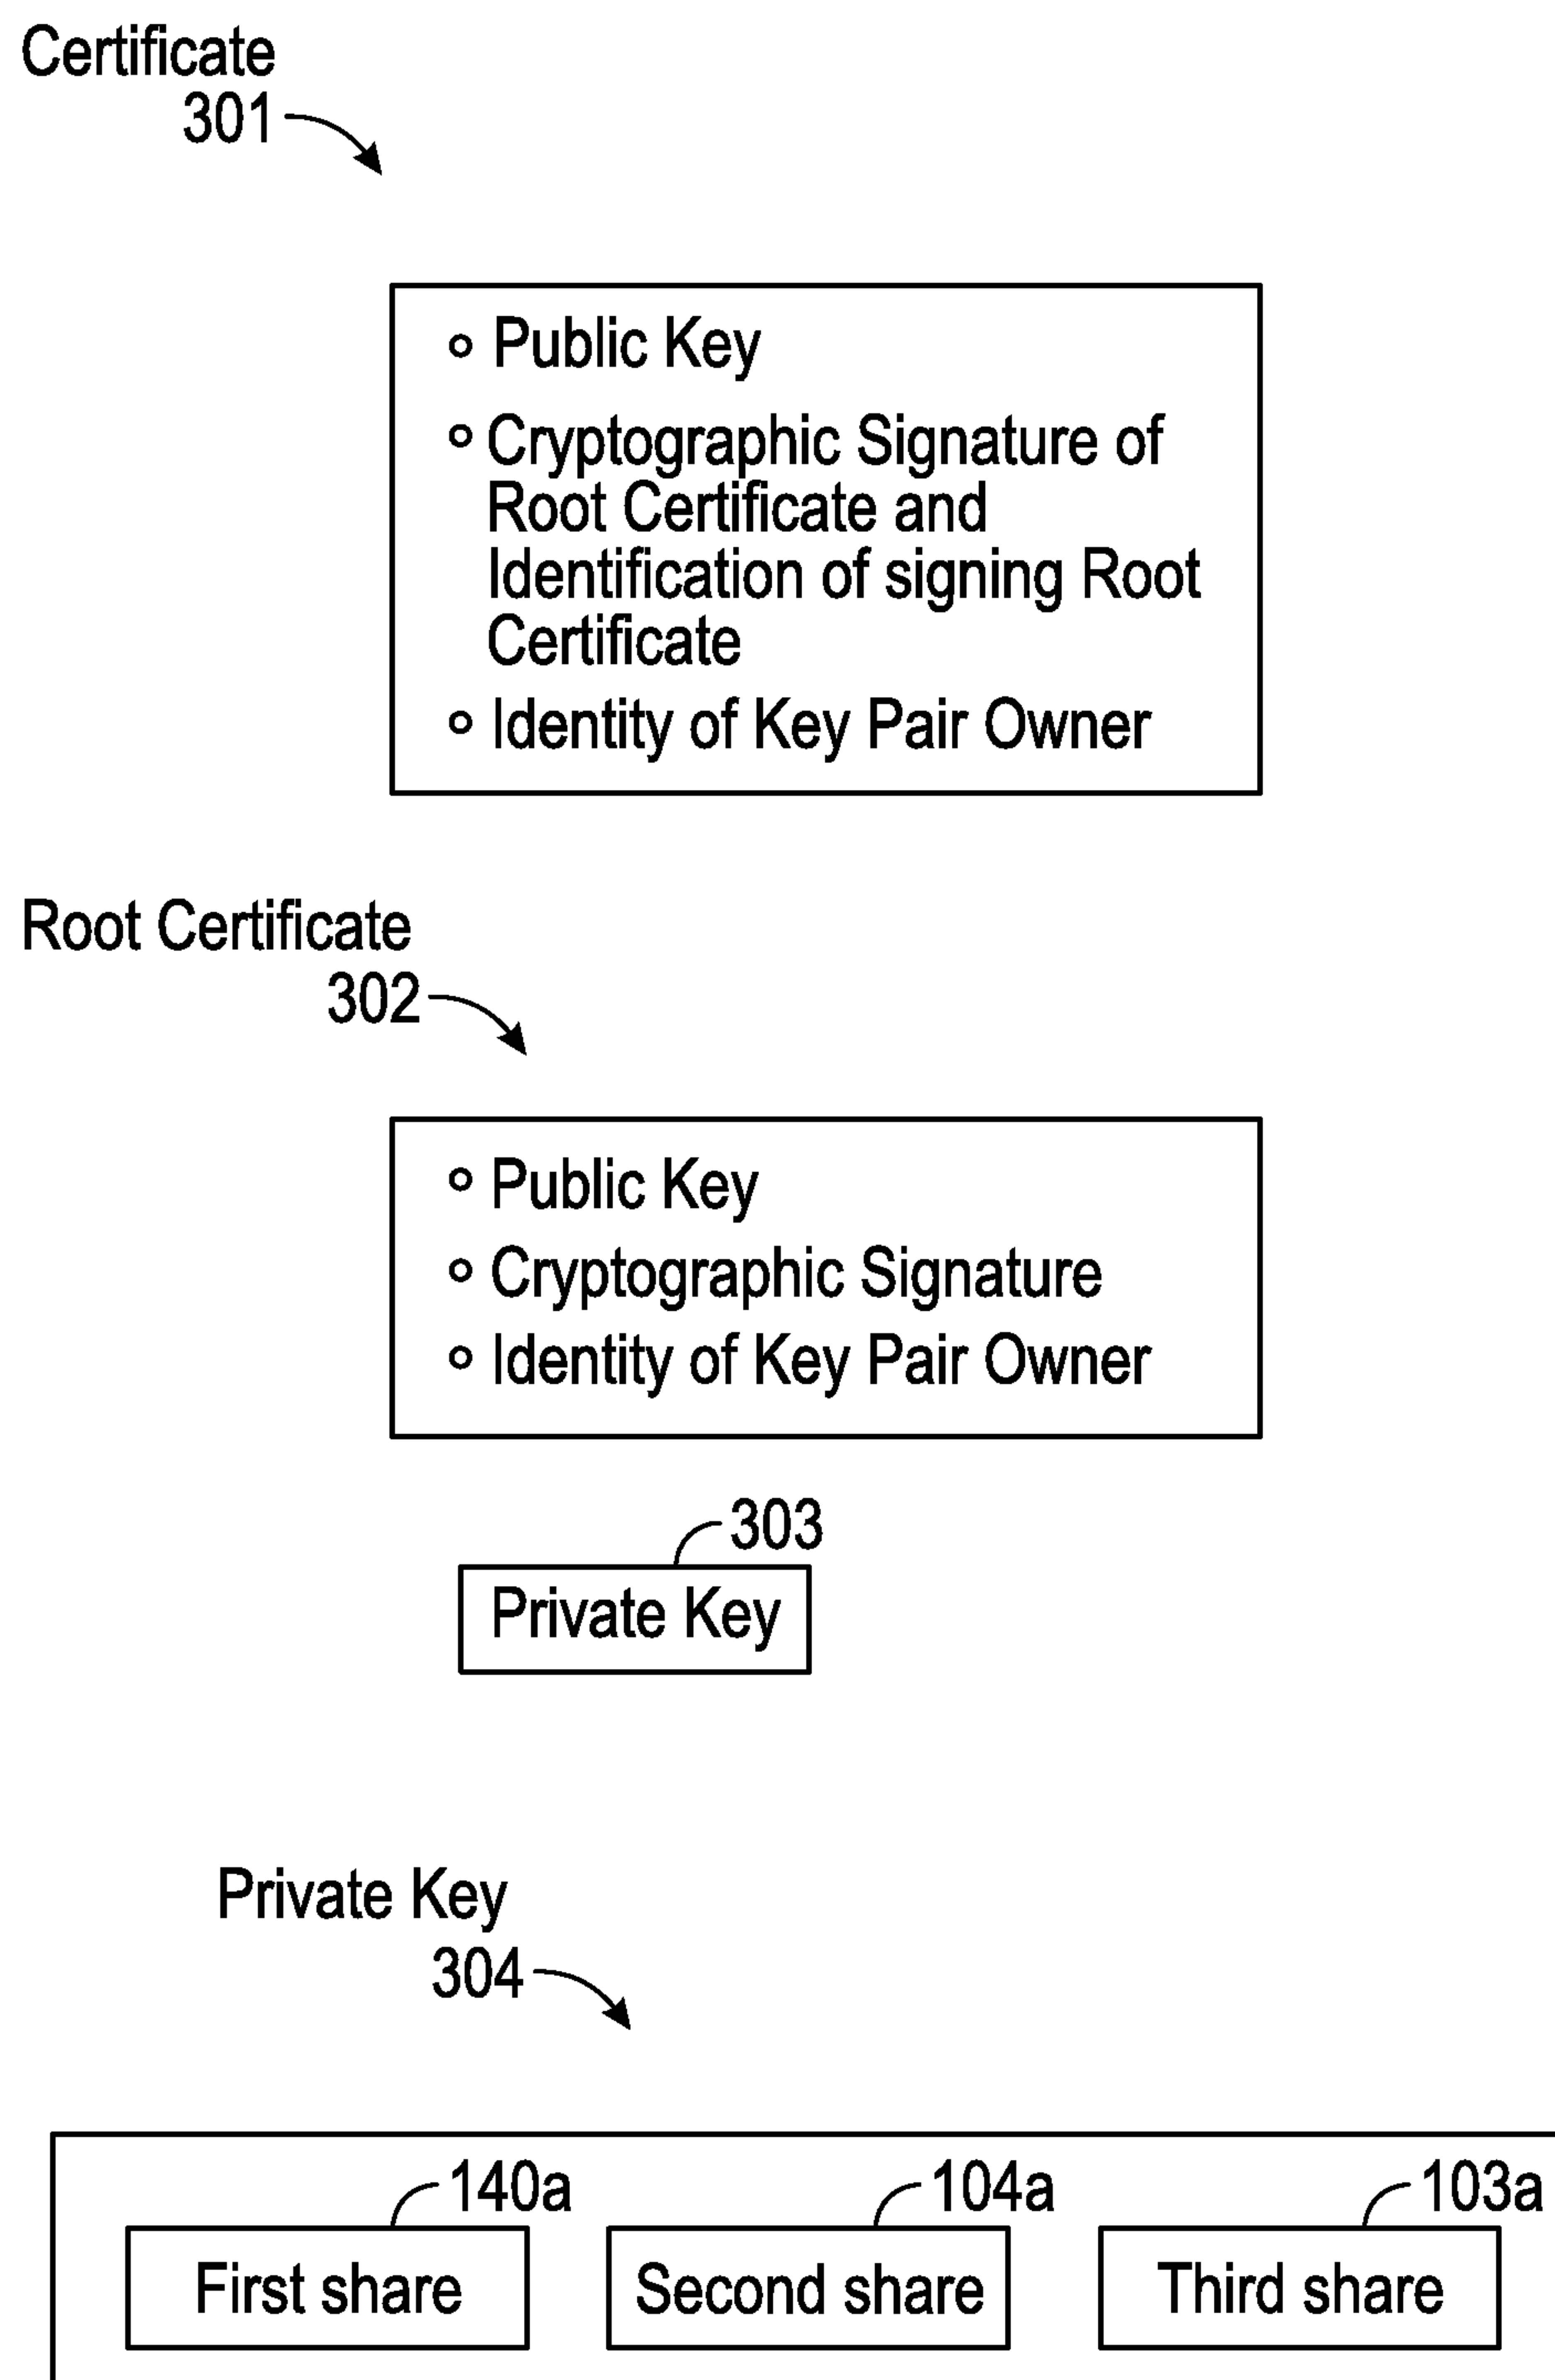 Certificate
301
Public Key
Cryptographic Signature of
Root Certificate and
Identification of signing Root
Certificate
Identity of Key Pair Owner
Root Certificate
302
Public Key
Cryptographic Signature
Identity of Key Pair Owner
303
Private Key
Private Key
304
140a 104a 103a
First share Second share Third share